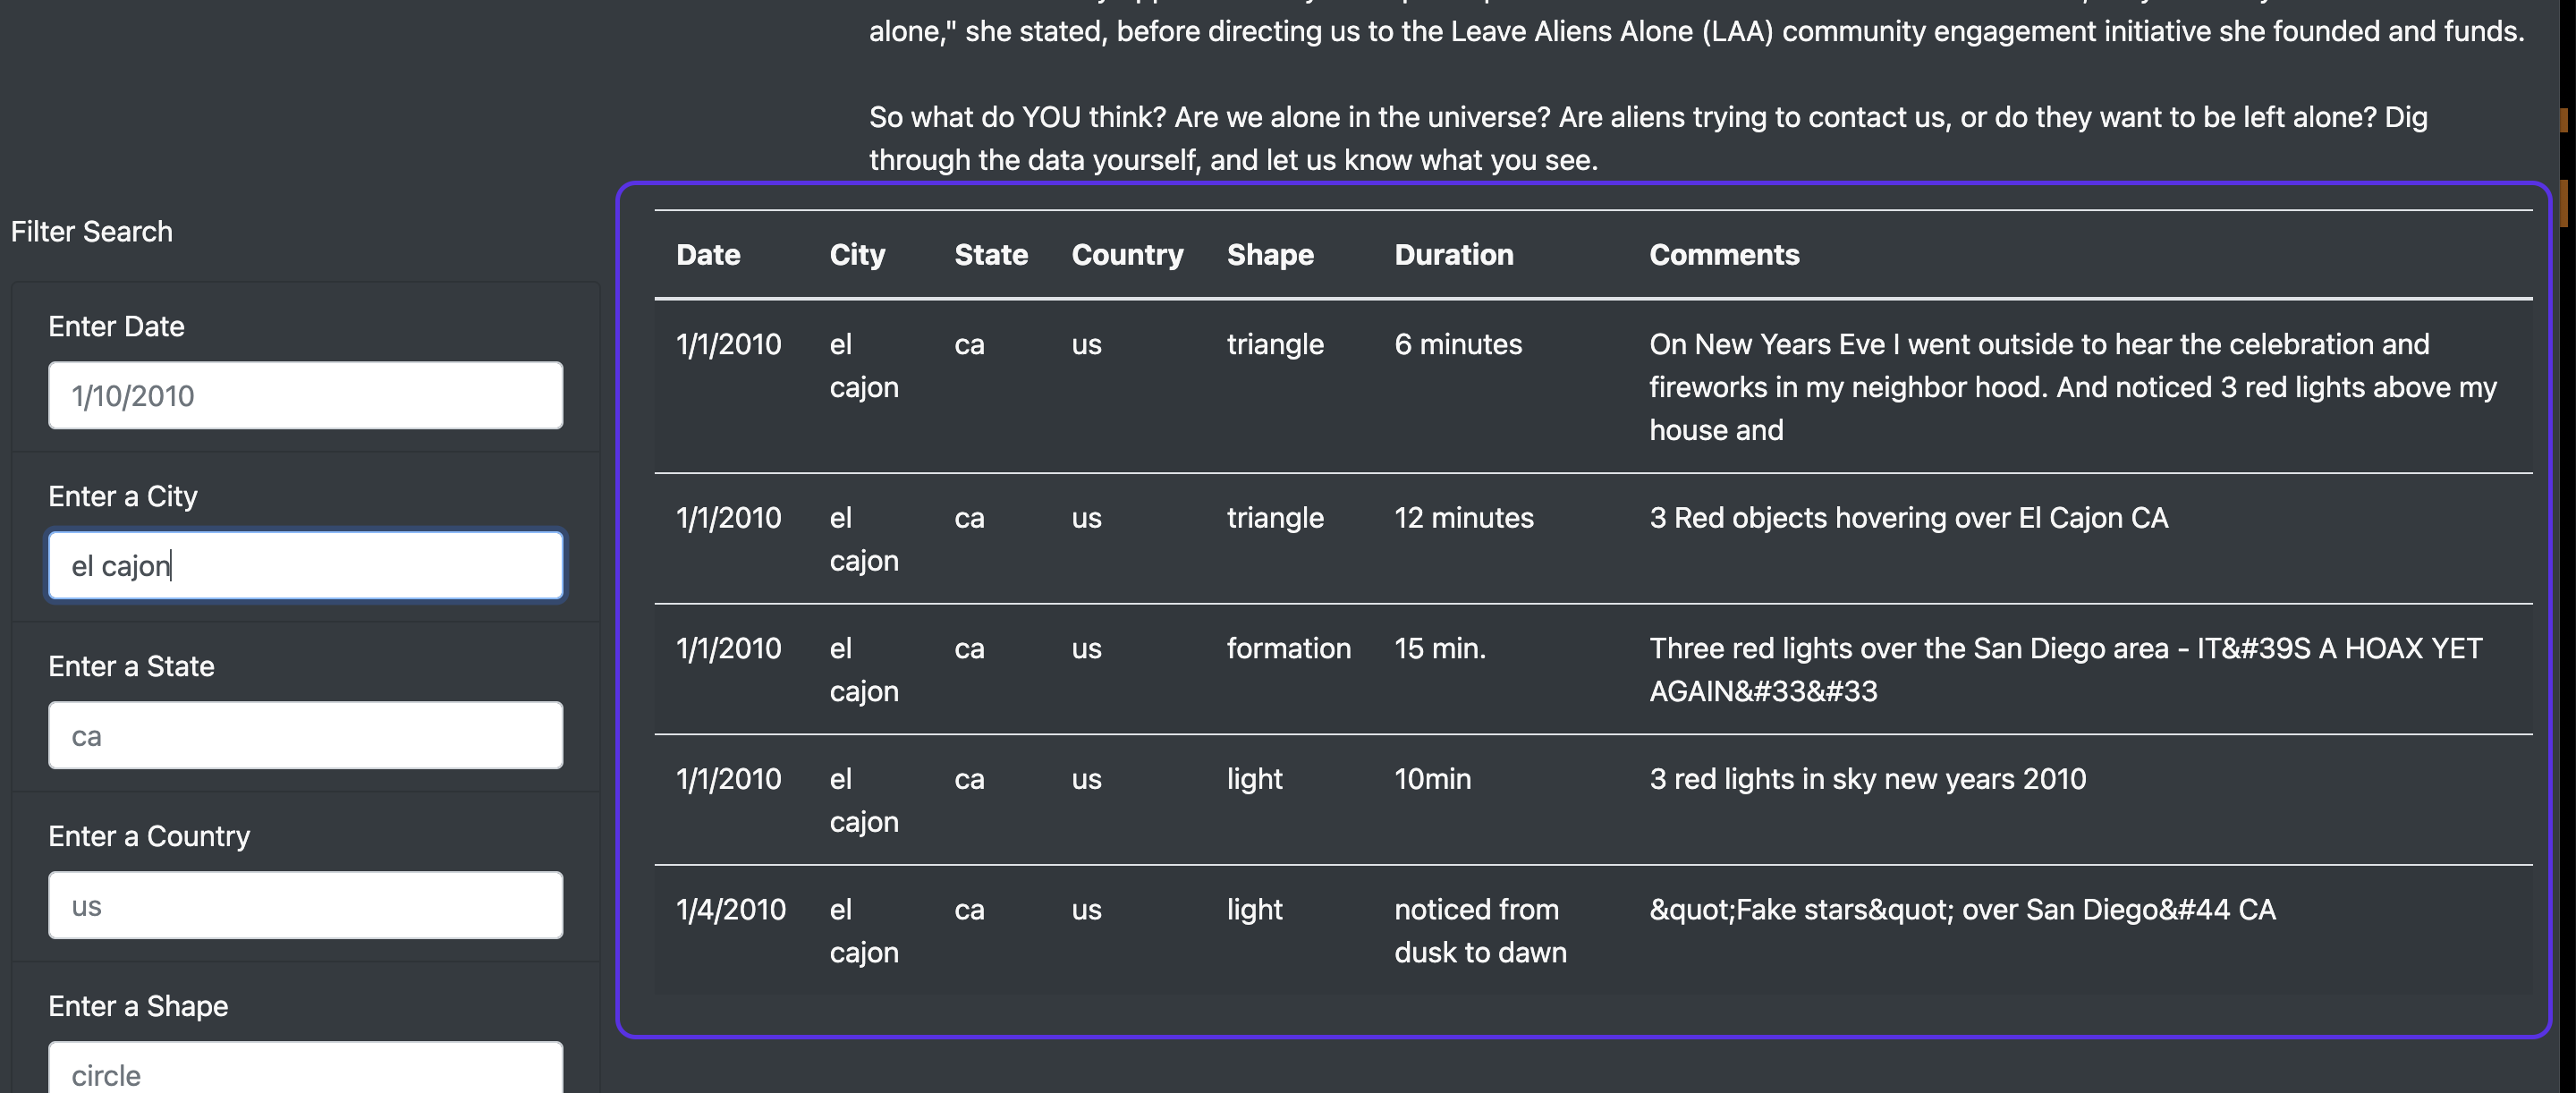 alone," she stated, before directing us to the Leave Aliens Alone (LAA) community engagement initiative she founded and funds.
So what do YOU think? Are we alone in the universe? Are aliens trying to contact us, or do they want to be left alone? Dig
through the data yourself, and let us know what you see.
Filter Search
Enter Date
1/10/2010
Enter a City
el cajon
Enter a State
ca
Enter a Country
us
Enter a Shape
circle
Date City State Country Shape Duration Comments
1/1/2010 el ca us triangle 6 minutes On New Years Eve I went outside to hear the celebration and
cajon fireworks in my neighbor hood. And noticed 3 red lights above my
house and
1/1/2010 el ca us triangle 12 minutes 3 Red objects hovering over El Cajon CA
cajon
1/1/2010 el ca us formation 15 min. Three red lights over the San Diego area - IT&#39S A HOAX YET
cajon AGAIN&#33&#33
1/1/2010 el ca us light 10min 3 red lights in sky new years 2010
cajon
1/4/2010 el ca us light noticed from &quot;Fake stars&quot; over San Diego&#44 CA
cajon dusk to dawn